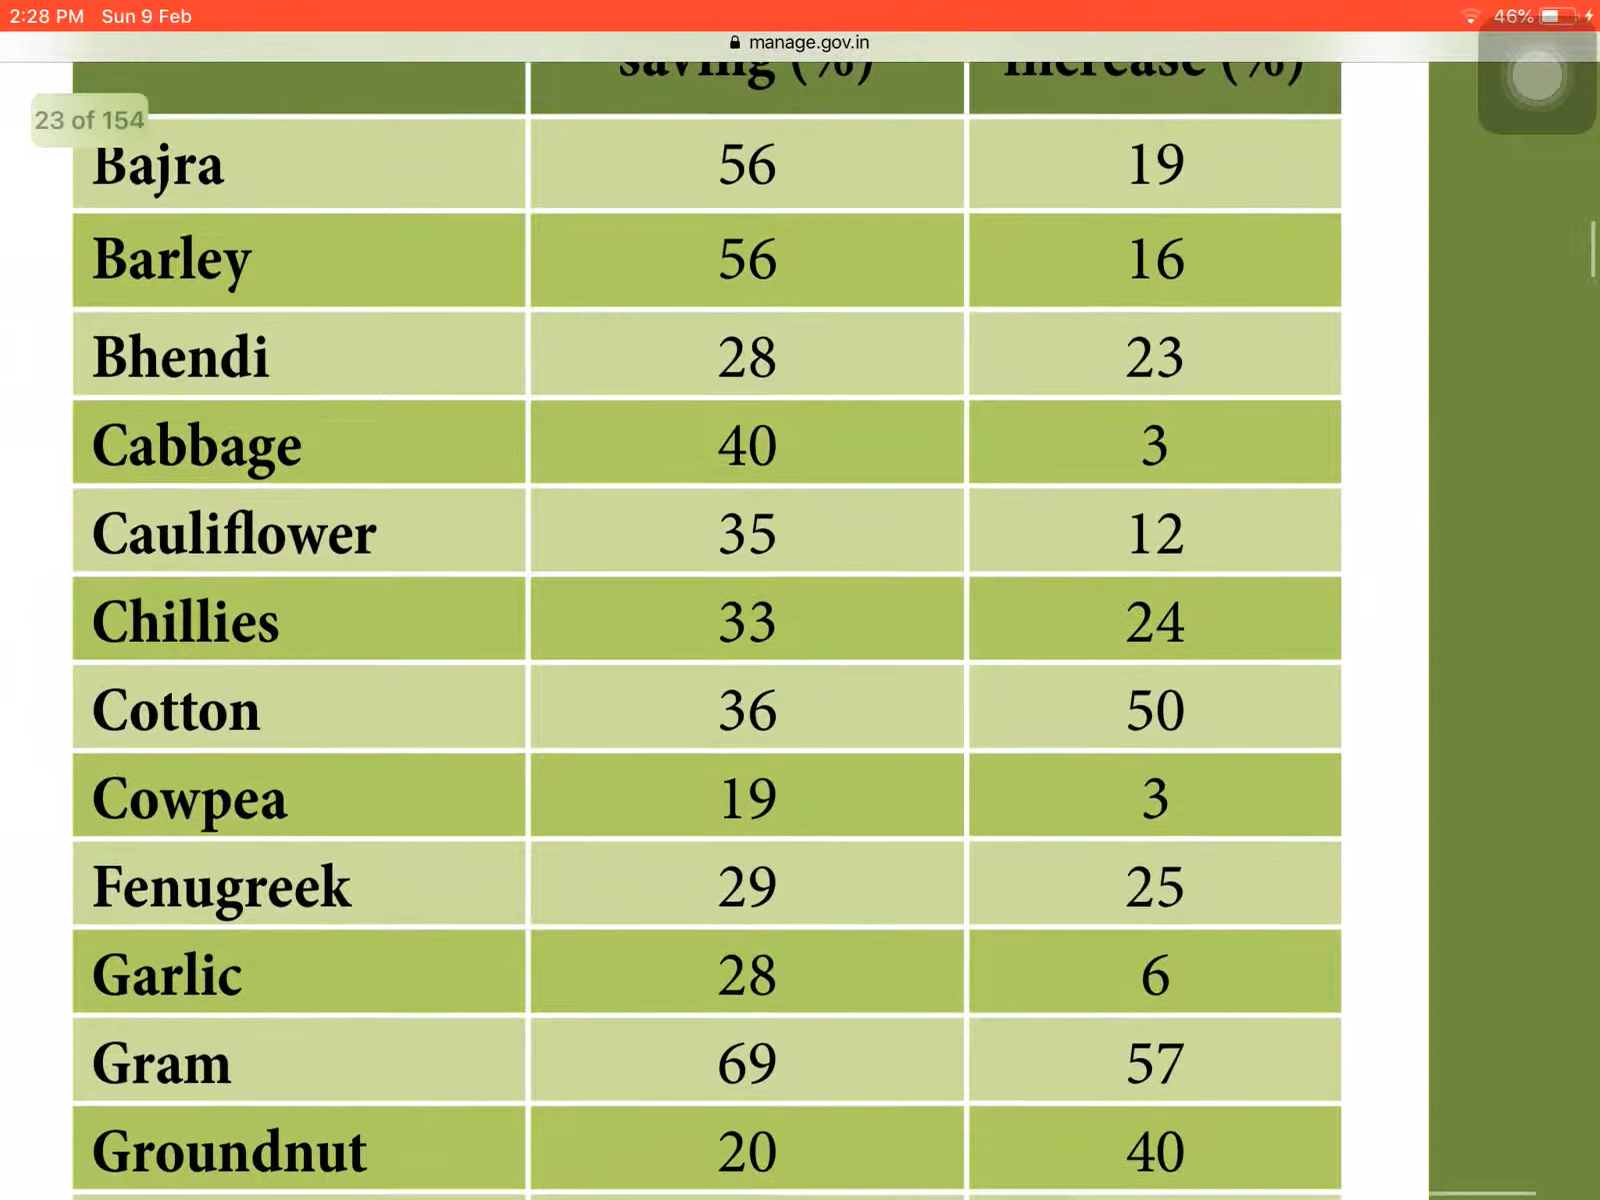 2:28 PM Sun 9 Feb 46%
manage.gov.in
saving (%) increase (%)
23 of 154
Bajra 56 19
Barley 56 16
Bhendi 28 23
Cabbage 40 3
Cauliflower 35 12
Chillies 33 24
Cotton 36 50
Cowpea 19 3
Fenugreek 29 25
Garlic 28 6
Gram 69 57
Groundnut 20 40